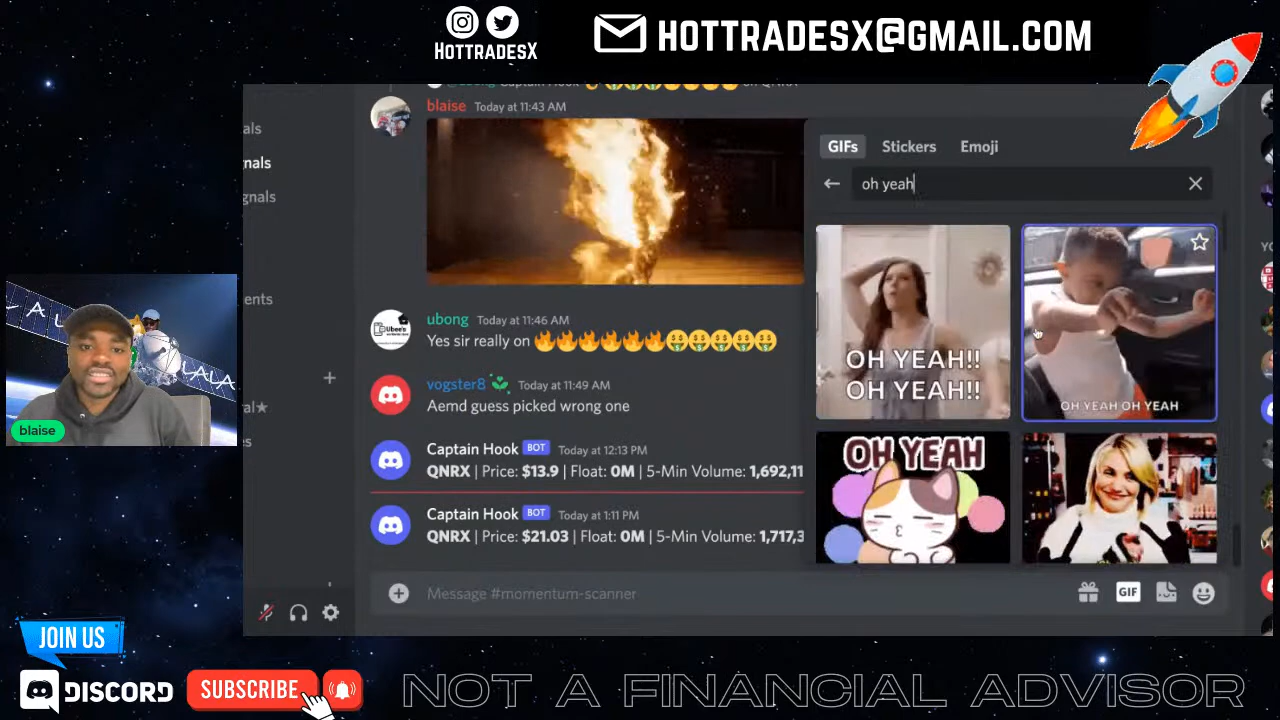 HOTTRADESX
HOTTRADESX@GMAIL.COM
als
nals
gnals
ents
al★
es
blaise Today at 11:43 AM
ubong Today at 11:46 AM
Yes sir really on 🔥🔥🔥🔥🔥🔥🤑🤑🤑🤑🤑
vogster8 Today at 11:49 AM
Aemd guess picked wrong one
Captain Hook BOT Today at 12:13 PM
QNRX | Price: $13.9 | Float: 0M | 5-Min Volume: 1,692,11
Captain Hook BOT Today at 1:11 PM
QNRX | Price: $21.03 | Float: 0M | 5-Min Volume: 1,717,3
Message #momentum-scanner
GIF
GIFs Stickers Emoji
oh yeah
OH YEAH!!
OH YEAH!!
OH YEAH OH YEAH
OH YEAH
LALA
blaise
JOIN US
DISCORD
SUBSCRIBE
NOT A FINANCIAL ADVISOR